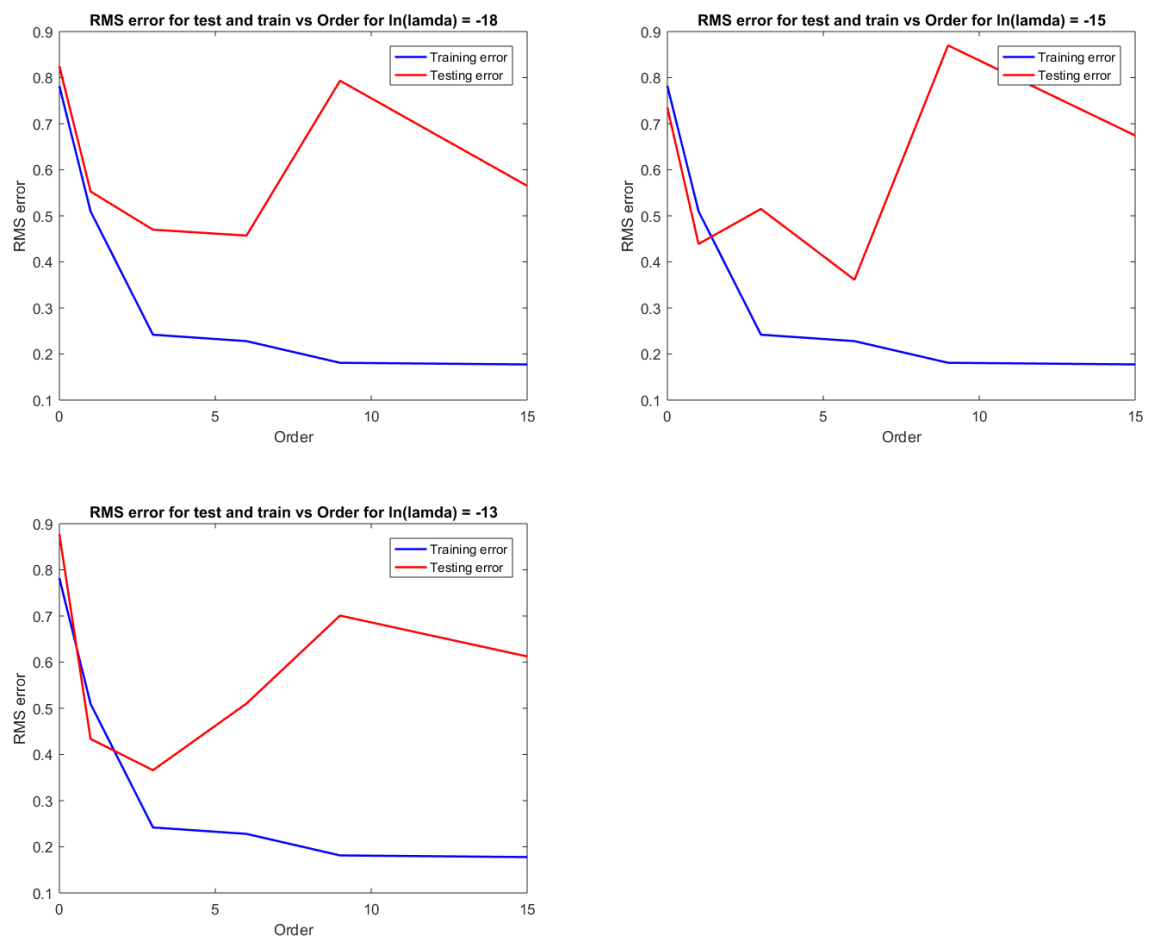 RMS error for test and train vs Order for ln(lamda) = -18
0.9
0.8
0.7
0.6
0.5
0.4
0.3
0.2
0.1
RMS error
Training error
Testing error
0 5 10 15
Order
RMS error for test and train vs Order for ln(lamda) = -15
0.9
0.8
0.7
0.6
0.5
0.4
0.3
0.2
0.1
RMS error
Training error
Testing error
0 5 10 15
Order
RMS error for test and train vs Order for ln(lamda) = -13
0.9
0.8
0.7
0.6
0.5
0.4
0.3
0.2
0.1
RMS error
Training error
Testing error
0 5 10 15
Order